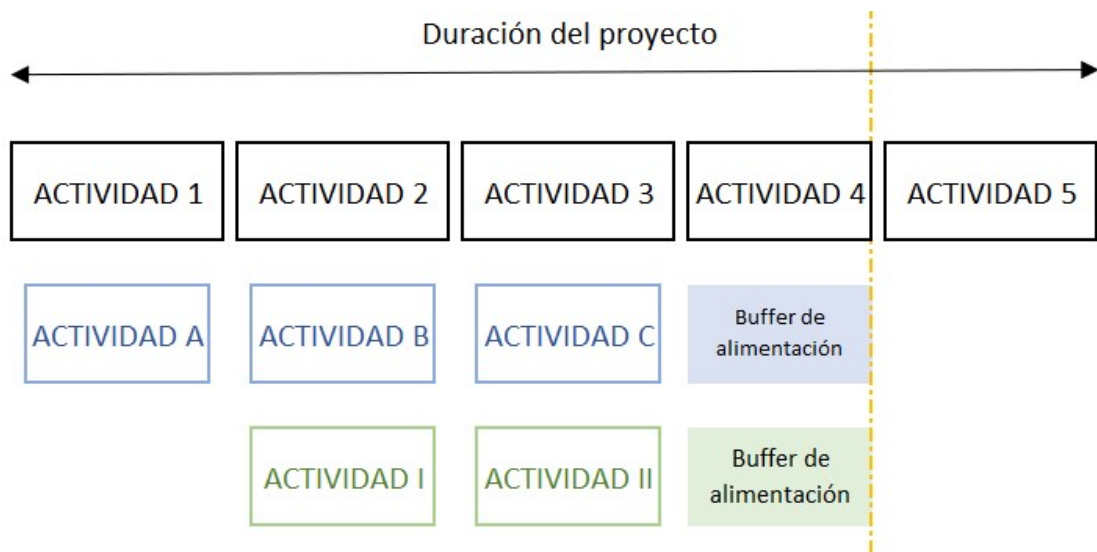 Duración del proyecto
ACTIVIDAD 1
ACTIVIDAD 2
ACTIVIDAD 3
ACTIVIDAD 4
ACTIVIDAD 5
ACTIVIDAD A
ACTIVIDAD B
ACTIVIDAD C
Buffer de
alimentación
ACTIVIDAD I
ACTIVIDAD II
Buffer de
alimentación